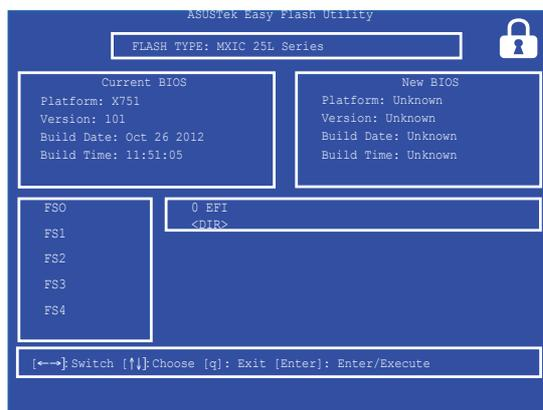 ASUSTek Easy Flash Utility
FLASH TYPE: MXIC 25L Series
Current BIOS
Platform: X751
Version: 101
Build Date: Oct 26 2012
Build Time: 11:51:05
New BIOS
Platform: Unknown
Version: Unknown
Build Date: Unknown
Build Time: Unknown
FSO
FS1
FS2
FS3
FS4
0 EFI
<DIR>
[←→]:Switch [↑↓]:Choose [q]: Exit [Enter]: Enter/Execute